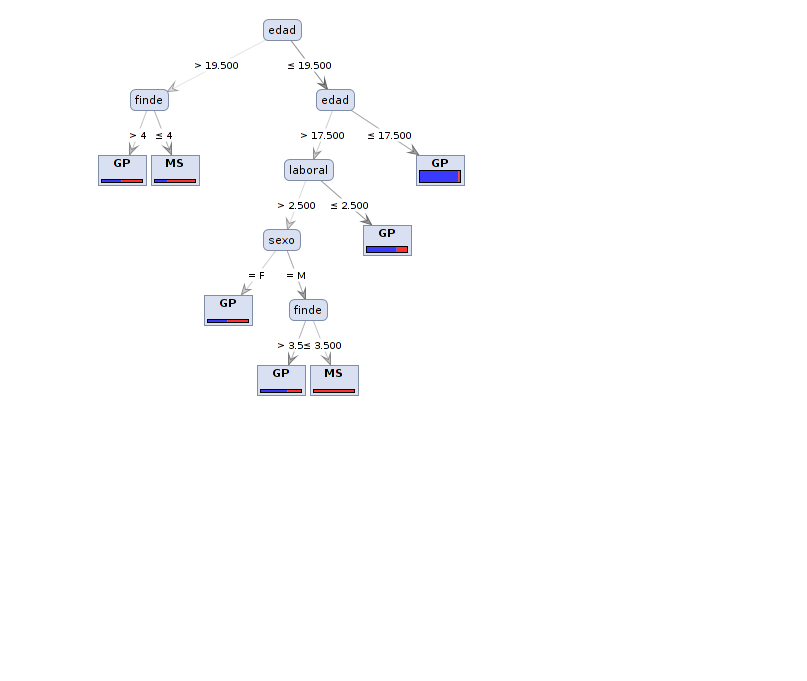 edad
> 19.500 ≤ 19.500
finde edad
> 4 ≤ 4 > 17.500 ≤ 17.500
GP MS laboral GP
> 2.500 ≤ 2.500
sexo GP
= F = M
GP finde
> 3.5 ≤ 3.500
GP MS